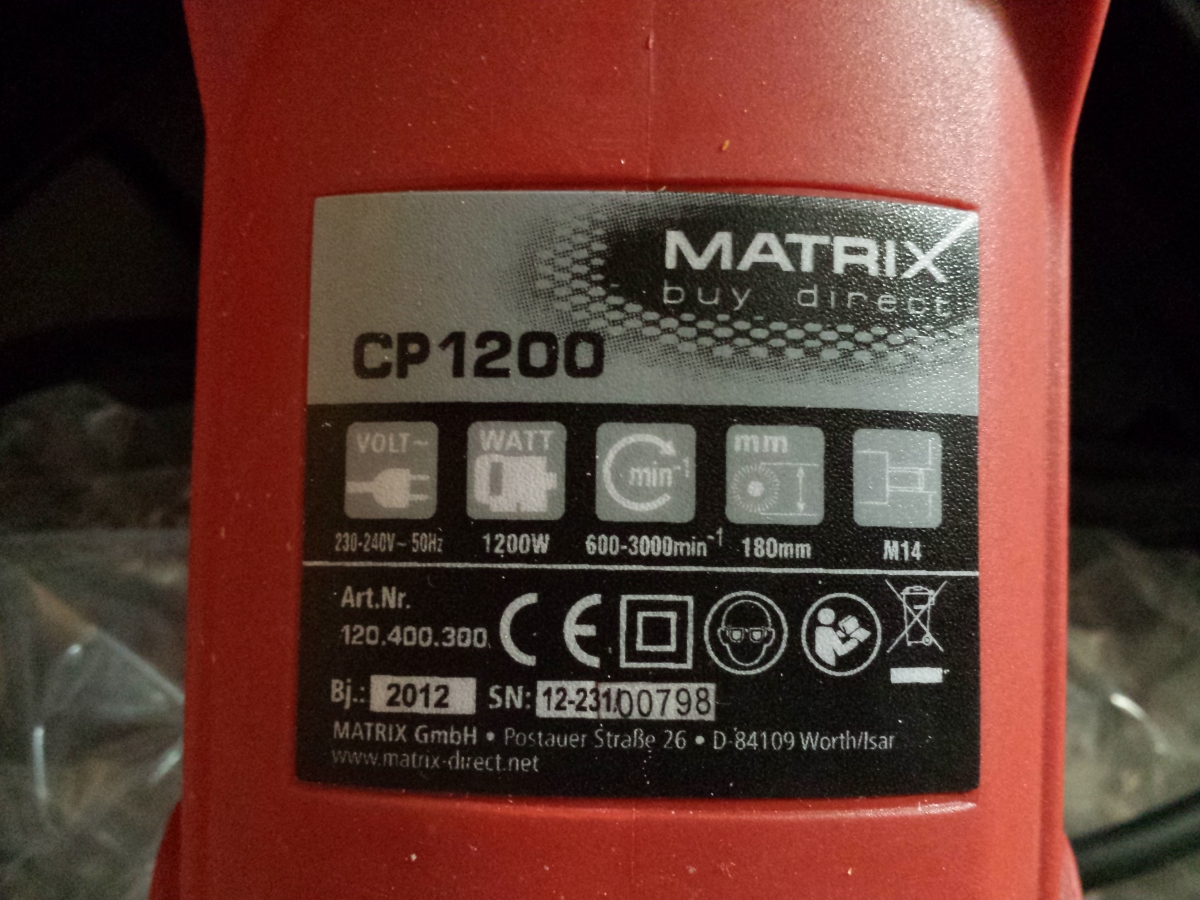 MATRIX
buy direct
CP1200
VOLT~ WATT min⁻¹ mm
230-240V~ 50Hz 1200W 600-3000min⁻¹ 180mm M14
Art.Nr.
120.400.300 CE
Bj.: 2012 SN: 12-231/00798
MATRIX GmbH • Postauer Straße 26 • D-84109 Wörth/Isar
www.matrix-direct.net